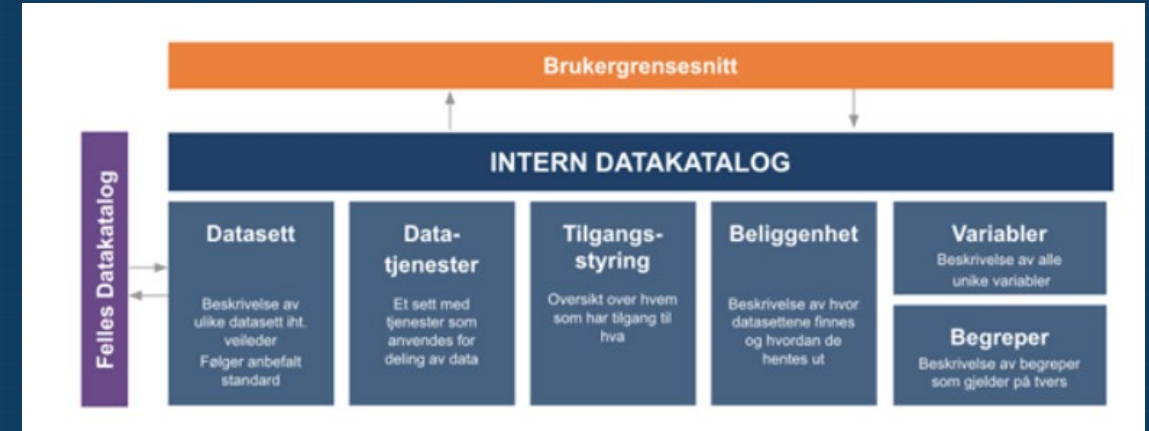 Brukergrensesnitt
INTERN DATAKATALOG
Felles Datakatalog
Datasett
Beskrivelse av
ulike datasett iht.
veileder
Følger anbefalt
standard
Data-
tjenester
Et sett med
tjenester som
anvendes for
deling av data
Tilgangs-
styring
Oversikt over hvem
som har tilgang til
hva
Beliggenhet
Beskrivelse av hvor
datasettene finnes
og hvordan de
hentes ut
Variabler
Beskrivelse av alle
unike variabler
Begreper
Beskrivelse av begreper
som gjelder på tvers